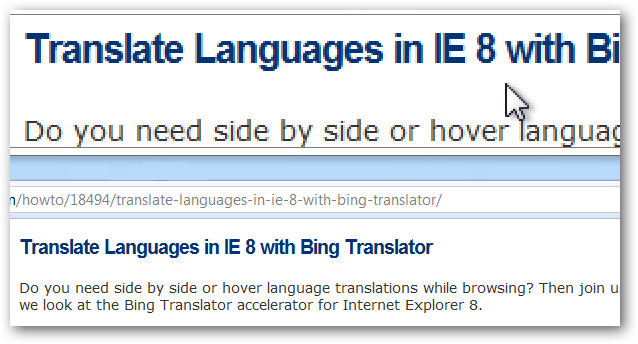 Translate Languages in IE 8 with Bi
Do you need side by side or hover languag
/howto/18494/translate-languages-in-ie-8-with-bing-translator/
Translate Languages in IE 8 with Bing Translator
Do you need side by side or hover language translations while browsing? Then join u
we look at the Bing Translator accelerator for Internet Explorer 8.